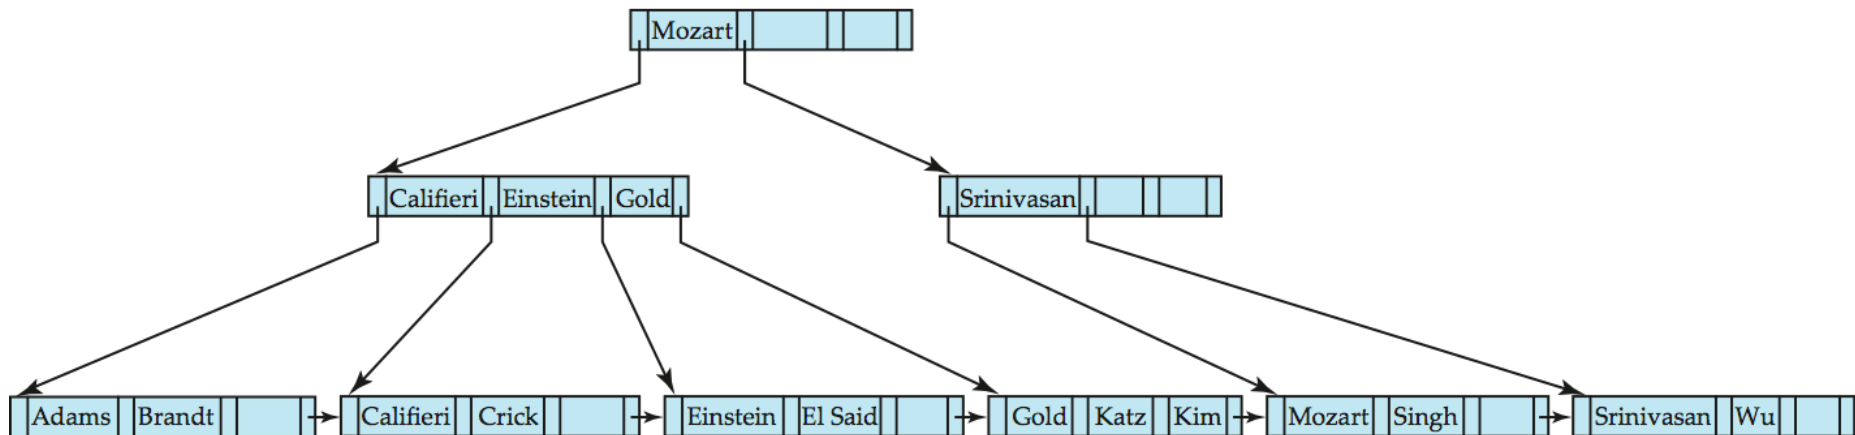 Mozart
Califieri Einstein Gold Srinivasan
Adams Brandt Califieri Crick Einstein El Said Gold Katz Kim Mozart Singh Srinivasan Wu